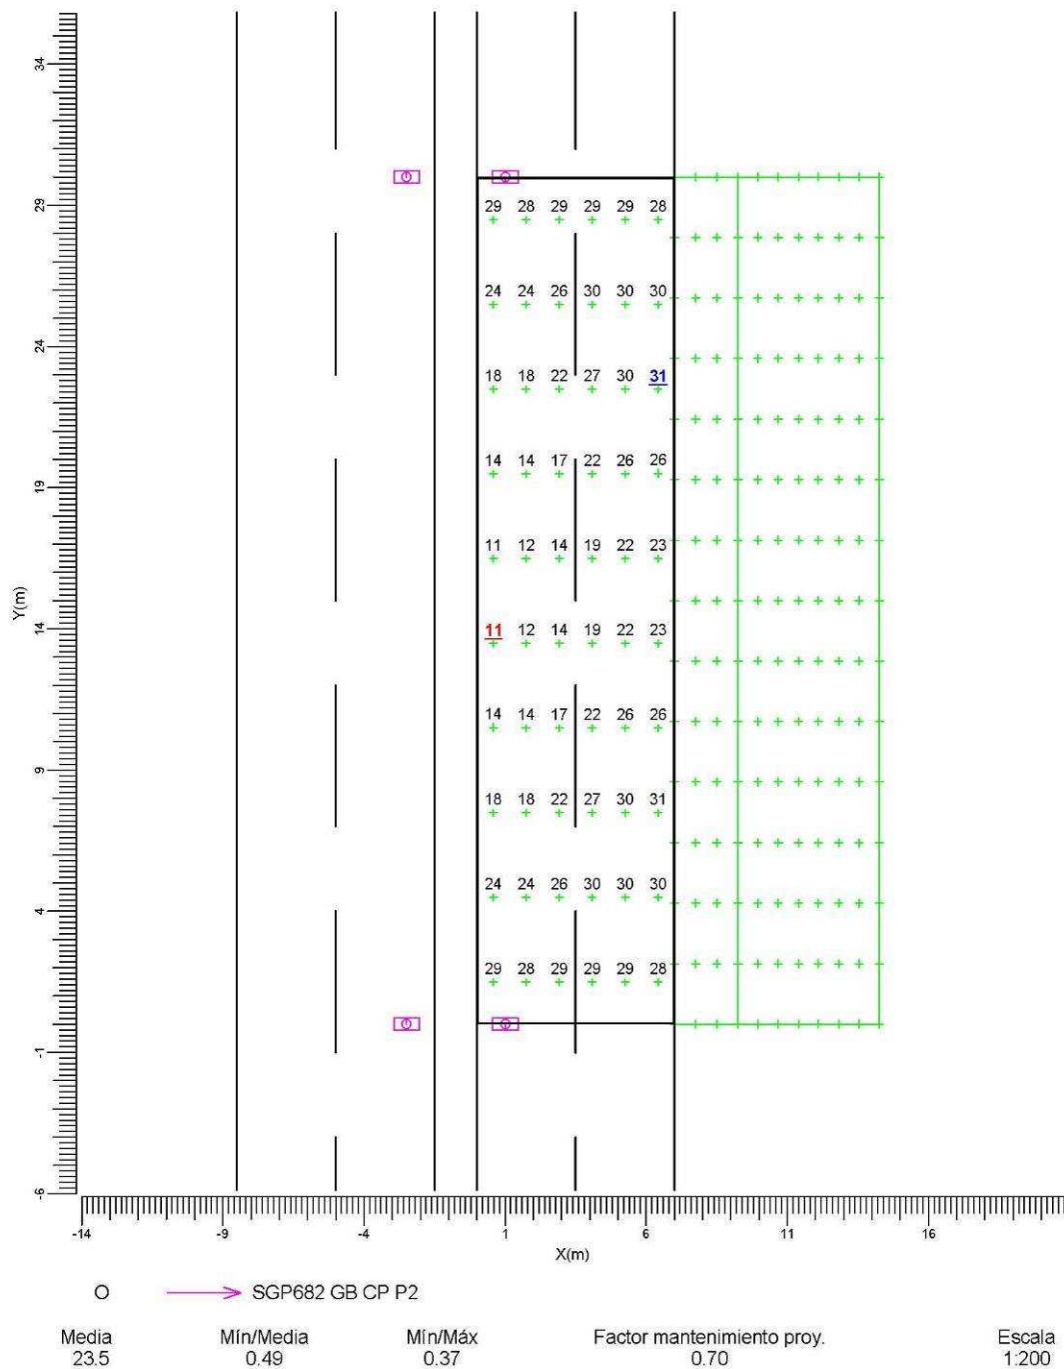 34
29 28 29 29 29 28
29
24 24 26 30 30 30
24
18 18 22 27 30 31
14 14 17 22 26 26
19
11 12 14 19 22 23
11 12 14 19 22 23
14
Y(m)
14 14 17 22 26 26
9
18 18 22 27 30 31
24 24 26 30 30 30
4
29 28 29 29 29 28
-1
-6
-14 -9 -4 1 6 11 16
X(m)
SGP682 GB CP P2
Media Mín/Media Mín/Máx Factor mantenimiento proy. Escala
23.5 0.49 0.37 0.70 1:200